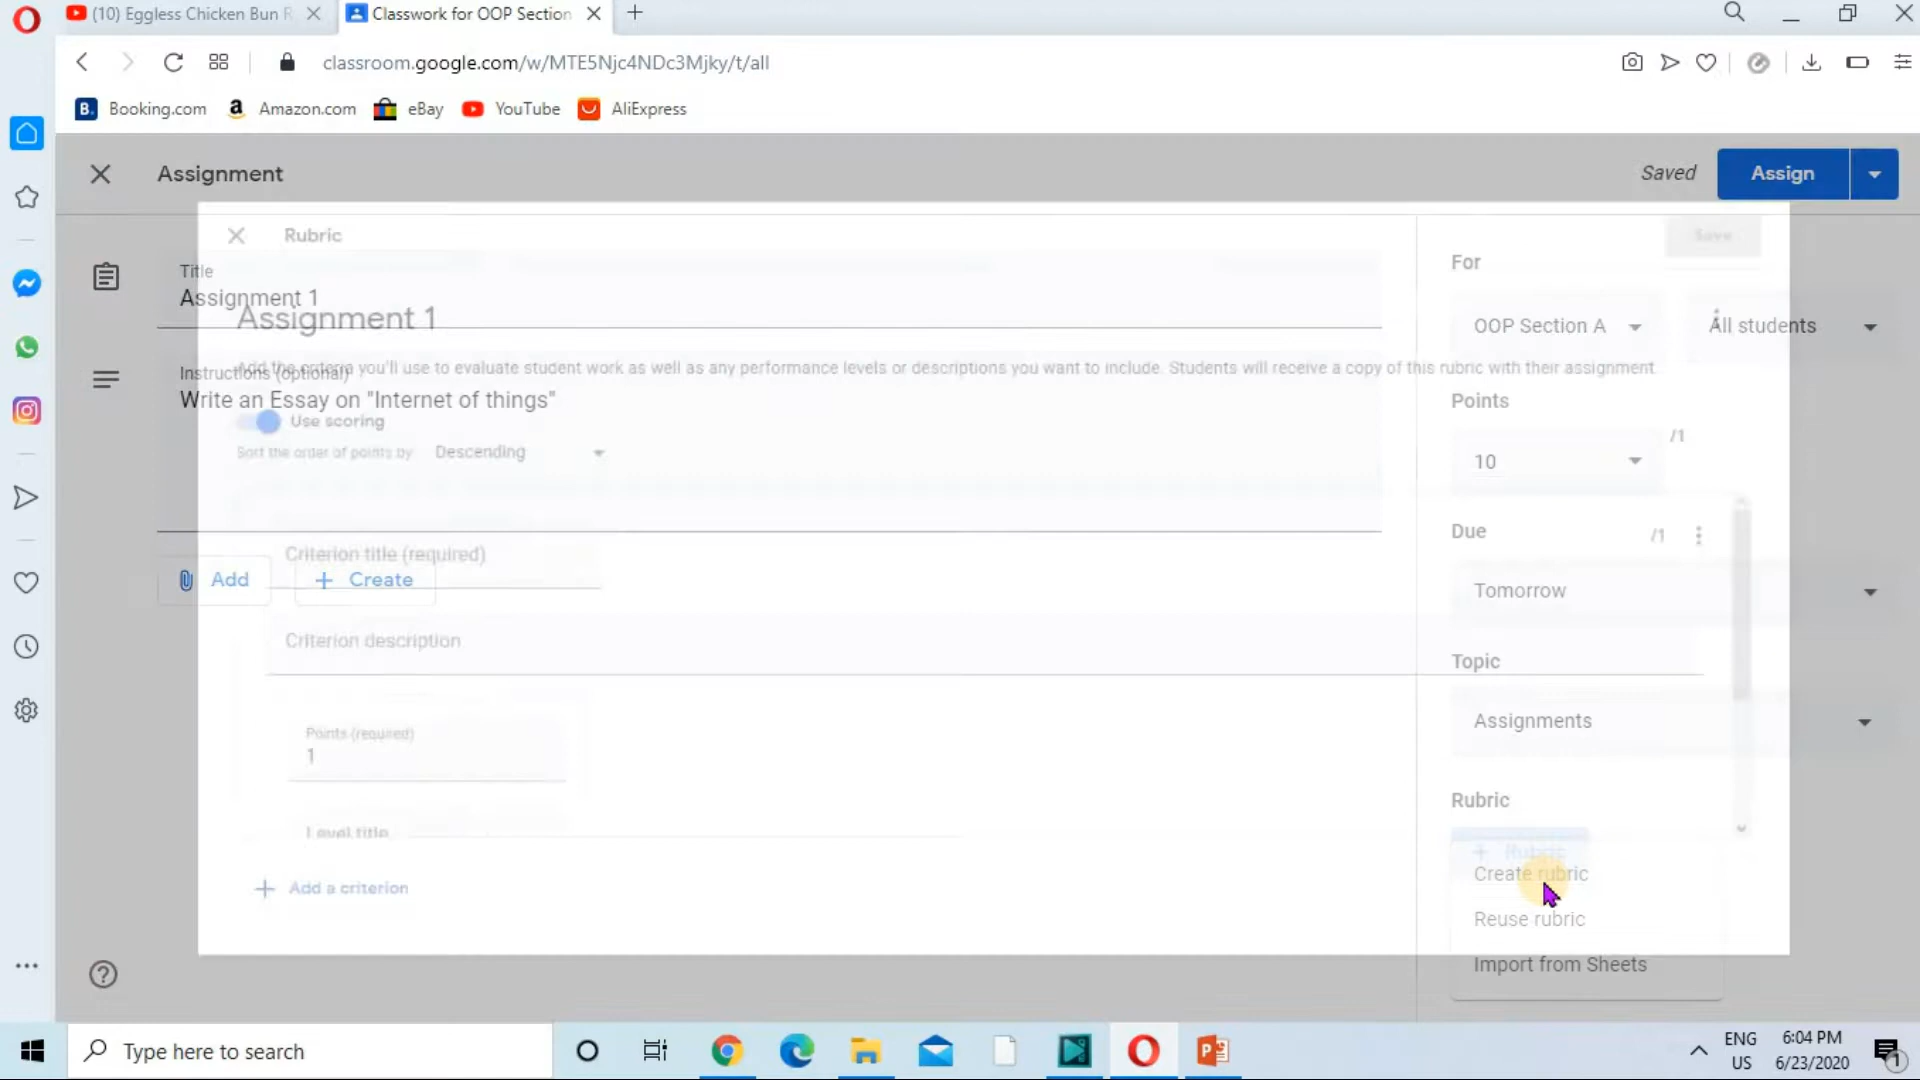 (10) Eggless Chicken Bun R
Classwork for OOP Section
classroom.google.com/w/MTE5Njc4NDc3Mjky/t/all
B. Booking.com
a Amazon.com
eBay
YouTube
AliExpress
Assignment
Saved
Assign
Rubric
Save
Title
Assignment 1
Assignment 1
For
OOP Section A
All students
Add the criteria you'll use to evaluate student work as well as any performance levels or descriptions you want to include. Students will receive a copy of this rubric with their assignment.
Instructions (optional)
Write an Essay on "Internet of things"
Use scoring
Sort the order of points by Descending
Points
/1
10
Due
/1
Tomorrow
Criterion title (required)
Add
+ Create
Criterion description
Topic
Assignments
Points (required)
1
Level title
Rubric
+ Rubric
Create rubric
Reuse rubric
Import from Sheets
+ Add a criterion
Type here to search
ENG
US
6:04 PM
6/23/2020
1